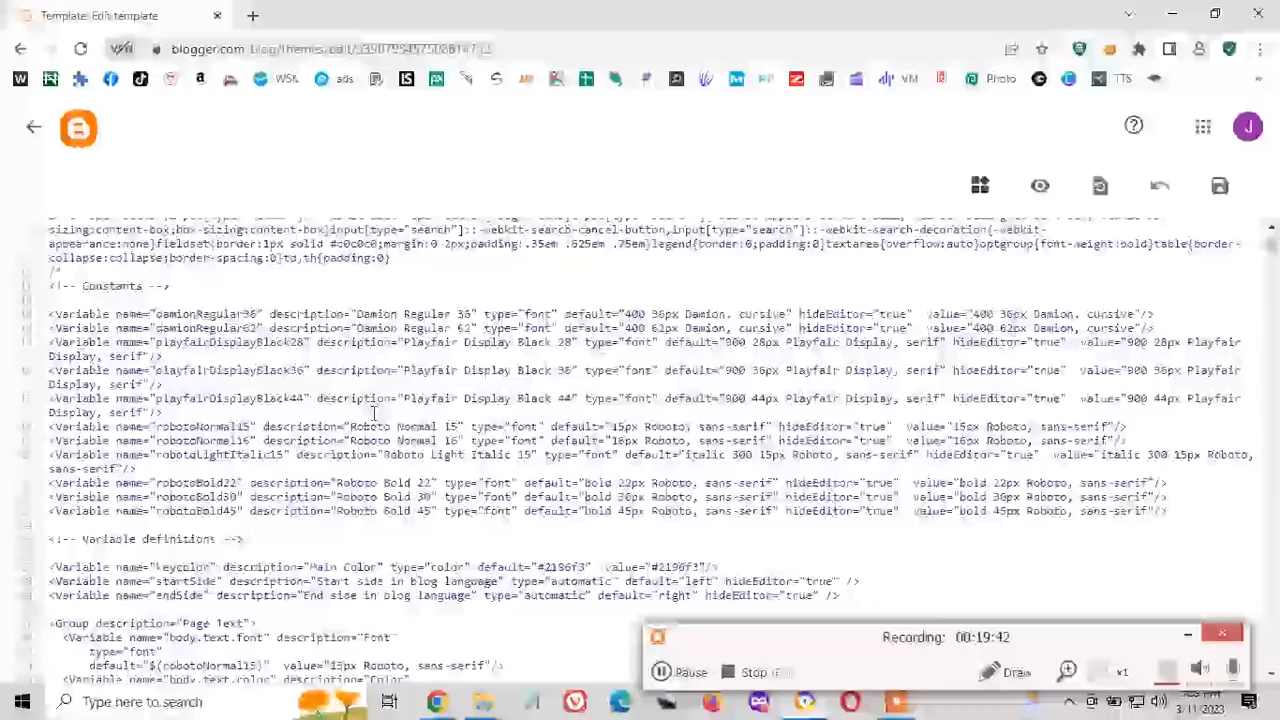 Template: Edit template
blogger.com
WSK
ads
VM
Photo
TTS
J
sizing:content-box;box-sizing:content-box}input[type="search"]::-webkit-search-cancel-button,input[type="search"]::-webkit-search-decoration{-webkit-
appearance:none}fieldset{border:1px solid #c0c0c0;margin:0 2px;padding:.35em .625em .75em}legend{border:0;padding:0}textarea{overflow:auto}optgroup{font-weight:bold}table{border-
collapse:collapse;border-spacing:0}td,th{padding:0}
<!-- Constants -->
<Variable name="damionRegular36" description="Damion Regular 36" type="font" default="400 36px Damion, cursive" hideEditor="true"  value="400 36px Damion, cursive"/>
<Variable name="damionRegular62" description="Damion Regular 62" type="font" default="400 62px Damion, cursive" hideEditor="true"  value="400 62px Damion, cursive"/>
<Variable name="playfairDisplayBlack28" description="Playfair Display Black 28" type="font" default="900 28px Playfair Display, serif" hideEditor="true"  value="900 28px Playfair
Display, serif"/>
<Variable name="playfairDisplayBlack36" description="Playfair Display Black 36" type="font" default="900 36px Playfair Display, serif" hideEditor="true"  value="900 36px Playfair
Display, serif"/>
<Variable name="playfairDisplayBlack44" description="Playfair Display Black 44" type="font" default="900 44px Playfair Display, serif" hideEditor="true"  value="900 44px Playfair
Display, serif"/>
<Variable name="robotoNormal15" description="Roboto Normal 15" type="font" default="15px Roboto, sans-serif" hideEditor="true"  value="15px Roboto, sans-serif"/>
<Variable name="robotoNormal16" description="Roboto Normal 16" type="font" default="16px Roboto, sans-serif" hideEditor="true"  value="16px Roboto, sans-serif"/>
<Variable name="robotoLightItalic15" description="Roboto Light Italic 15" type="font" default="italic 300 15px Roboto, sans-serif" hideEditor="true"  value="italic 300 15px Roboto,
sans-serif"/>
<Variable name="robotoBold22" description="Roboto Bold 22" type="font" default="bold 22px Roboto, sans-serif" hideEditor="true"  value="bold 22px Roboto, sans-serif"/>
<Variable name="robotoBold30" description="Roboto Bold 30" type="font" default="bold 30px Roboto, sans-serif" hideEditor="true"  value="bold 30px Roboto, sans-serif"/>
<Variable name="robotoBold45" description="Roboto Bold 45" type="font" default="bold 45px Roboto, sans-serif" hideEditor="true"  value="bold 45px Roboto, sans-serif"/>
<!-- Variable definitions -->
<Variable name="keycolor" description="Main Color" type="color" default="#2196f3"  value="#2196f3"/>
<Variable name="startSide" description="Start side in blog language" type="automatic" default="left" hideEditor="true" />
<Variable name="endSide" description="End side in blog language" type="automatic" default="right" hideEditor="true" />
<Group description="Page Text">
<Variable name="body.text.font" description="Font"
type="font"
default="$(robotoNormal15)"  value="15px Roboto, sans-serif"/>
<Variable name="body.text.color" description="Color"
Recording:  00:19:42
Pause
Stop
Draw
x1
Type here to search
3/11/2023